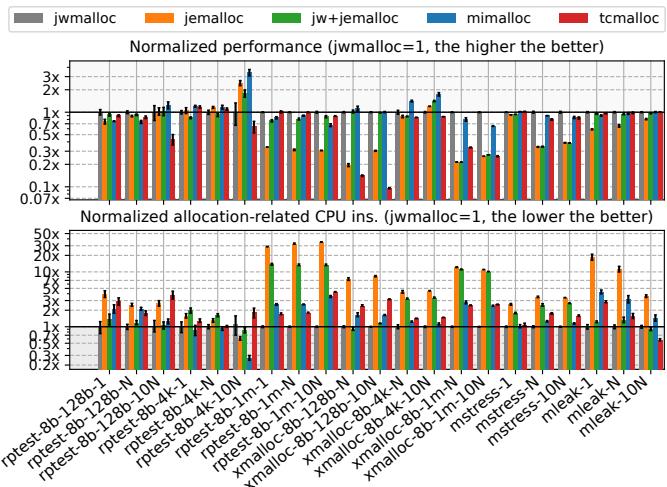 jwmalloc jemalloc jw+jemalloc mimalloc tcmalloc
Normalized performance (jwmalloc=1, the higher the better)
3x
2x
1x
0.7x
0.5x
0.3x
0.2x
0.1x
0.07x
Normalized allocation-related CPU ins. (jwmalloc=1, the lower the better)
50x
30x
20x
10x
7x
5x
3x
2x
1x
0.7x
0.5x
0.3x
0.2x
rptest-8b-128b-1
rptest-8b-128b-N
rptest-8b-128b-10N
rptest-8b-4k-1
rptest-8b-4k-N
rptest-8b-4k-10N
rptest-8b-1m-1
rptest-8b-1m-N
rptest-8b-1m-10N
xmalloc-8b-128b-N
xmalloc-8b-128b-10N
xmalloc-8b-4k-N
xmalloc-8b-4k-10N
xmalloc-8b-1m-N
xmalloc-8b-1m-10N
mstress-1
mstress-N
mstress-10N
mleak-1
mleak-N
mleak-10N